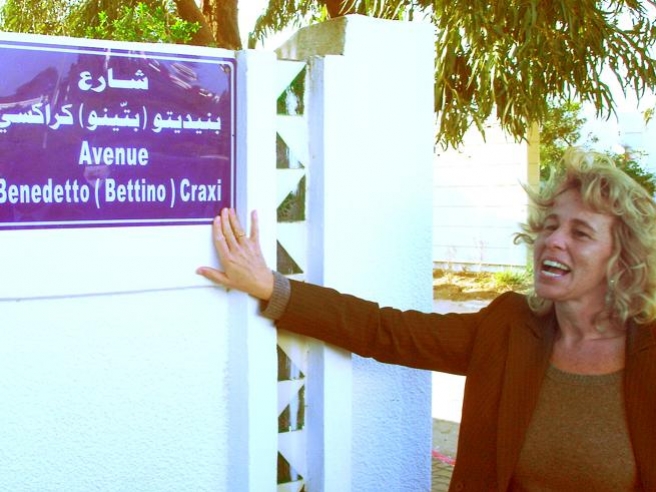 شارع
بنيديتو (بتّينو) كراكسي
Avenue
Benedetto ( Bettino ) Craxi